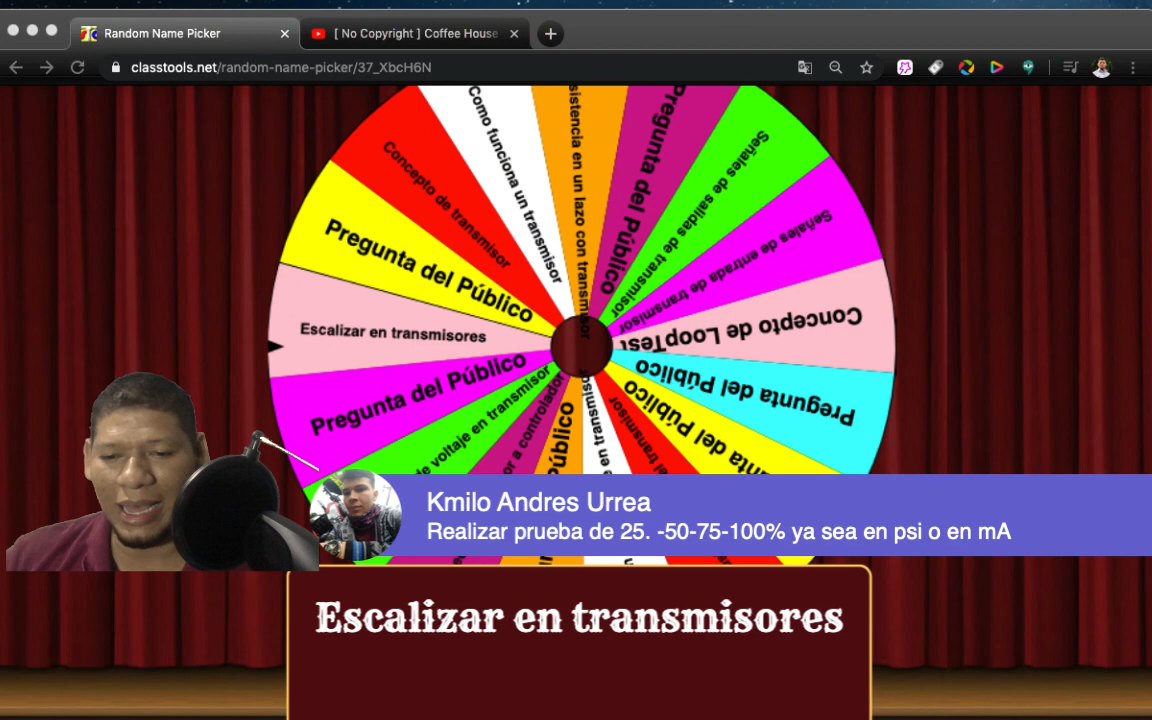 Random Name Picker
[ No Copyright ] Coffee House
classtools.net/random-name-picker/37_XbcH6N
Como funciona un transmisor
en un lazo con transmisor
Pregunta del Público
Señales de salidas de transmisor
Señales de entrada de transmisor
Concepto de LoopTest
Pregunta del Público
del Público
Concepto de transmisor
Pregunta del Público
Escalizar en transmisores
Pregunta del Público
de voltaje en transmisor
a controlador
en transmisor
transmisor
Kmilo Andres Urrea
Realizar prueba de 25. -50-75-100% ya sea en psi o en mA
Escalizar en transmisores